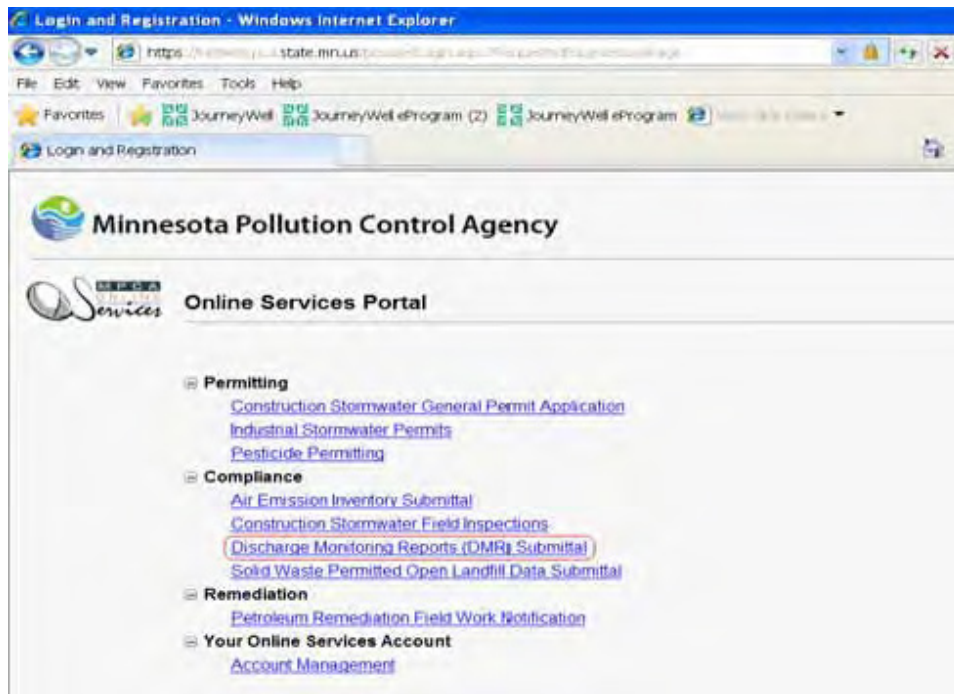 Login and Registration - Windows Internet Explorer
https state.mn.us
File Edit View Favorites Tools Help
Favorites JourneyWell JourneyWell eProgram (2) JourneyWell eProgram
Login and Registration
Minnesota Pollution Control Agency
MPCA
ONLINE
Services
Online Services Portal
Permitting
Construction Stormwater General Permit Application
Industrial Stormwater Permits
Pesticide Permitting
Compliance
Air Emission Inventory Submittal
Construction Stormwater Field Inspections
Discharge Monitoring Reports (DMR) Submittal
Solid Waste Permitted Open Landfill Data Submittal
Remediation
Petroleum Remediation Field Work Notification
Your Online Services Account
Account Management